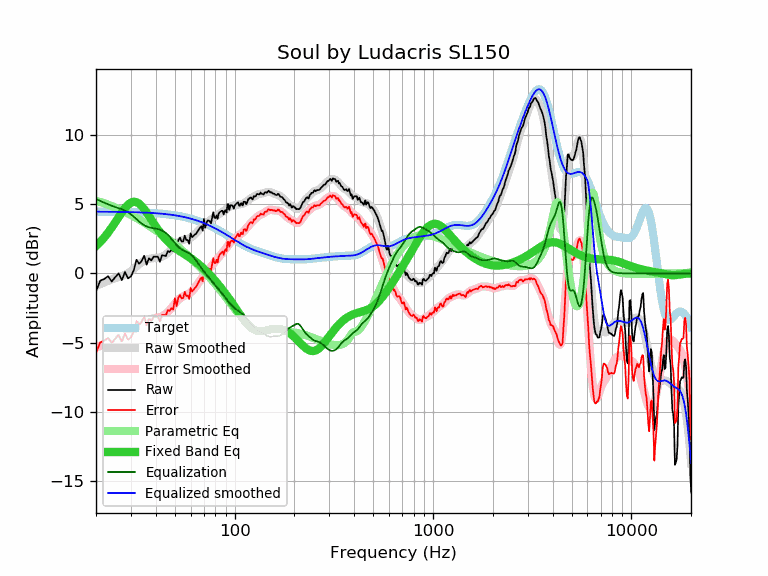 Soul by Ludacris SL150
Amplitude (dBr)
10
5
0
−5
−10
−15
Target
Raw Smoothed
Error Smoothed
Raw
Error
Parametric Eq
Fixed Band Eq
Equalization
Equalized smoothed
100
1000
10000
Frequency (Hz)